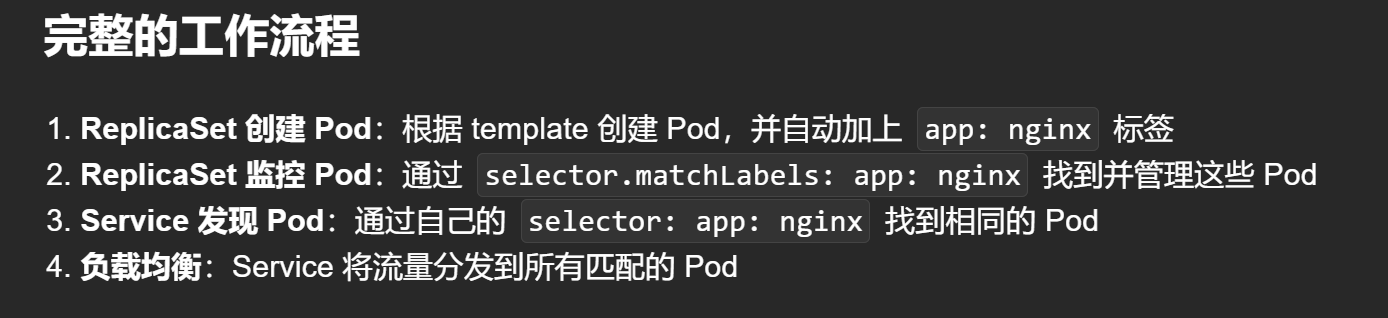 完整的工作流程
1. ReplicaSet 创建 Pod：根据 template 创建 Pod，并自动加上 app: nginx 标签
2. ReplicaSet 监控 Pod：通过 selector.matchLabels: app: nginx 找到并管理这些 Pod
3. Service 发现 Pod：通过自己的 selector: app: nginx 找到相同的 Pod
4. 负载均衡：Service 将流量分发到所有匹配的 Pod